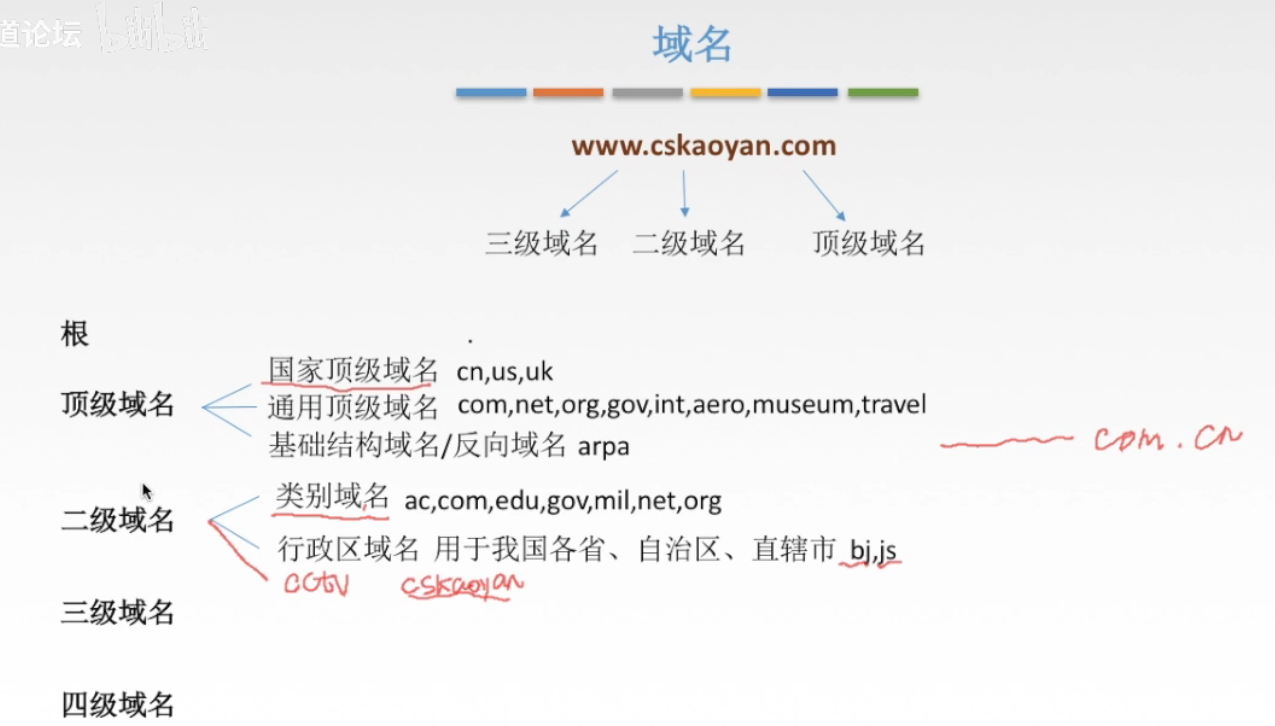 道论坛 bilibili
域名
www.cskaoyan.com
三级域名 二级域名 顶级域名
根 .
国家顶级域名 cn,us,uk
顶级域名 通用顶级域名 com,net,org,gov,int,aero,museum,travel
基础结构域名/反向域名 arpa com.cn
类别域名 ac,com,edu,gov,mil,net,org
二级域名
行政区域名 用于我国各省、自治区、直辖市 bj,js
cctv cskaoyan
三级域名
四级域名